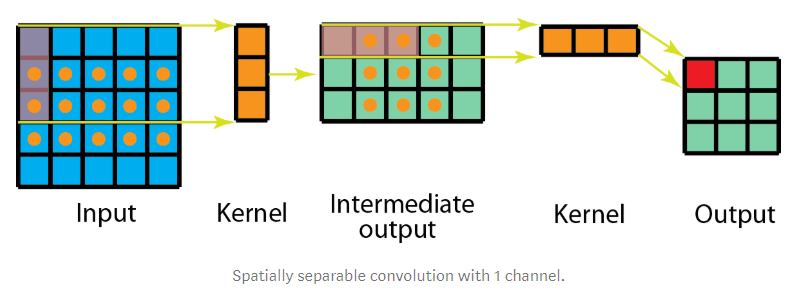 Input
Kernel
Intermediate
output
Kernel
Output
Spatially separable convolution with 1 channel.